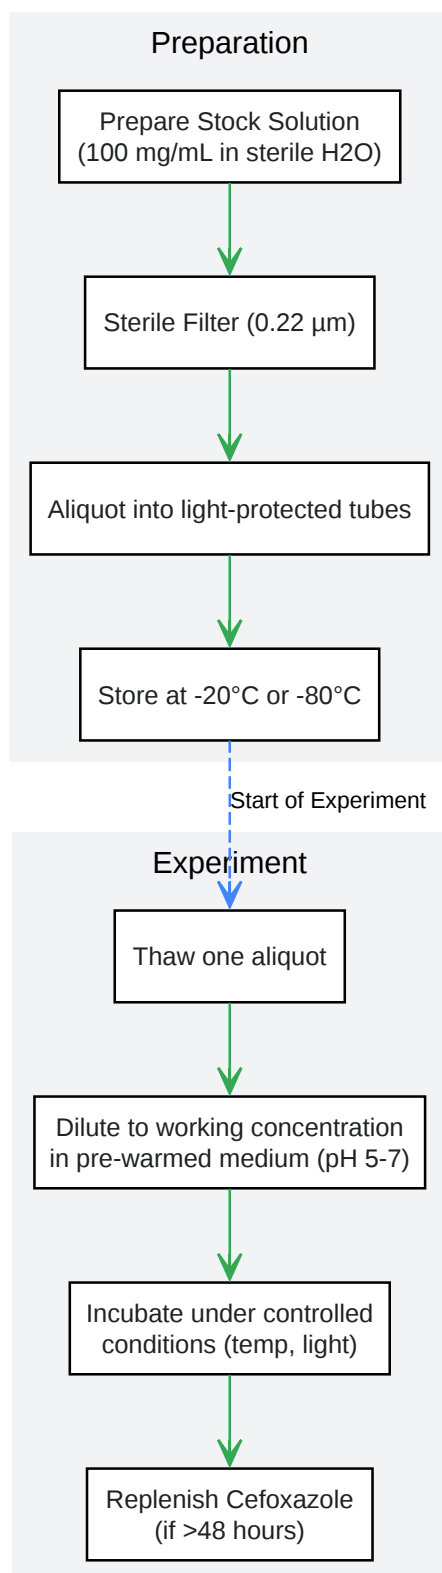 Preparation
Prepare Stock Solution
(100 mg/mL in sterile H2O)
Sterile Filter (0.22 µm)
Aliquot into light-protected tubes
Store at -20°C or -80°C
Start of Experiment
Experiment
Thaw one aliquot
Dilute to working concentration
in pre-warmed medium (pH 5-7)
Incubate under controlled
conditions (temp, light)
Replenish Cefoxazole
(if >48 hours)